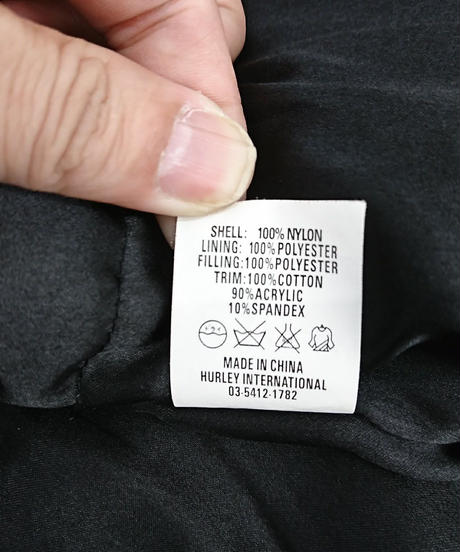 SHELL: 100% NYLON
LINING: 100% POLYESTER
FILLING:100% POLYESTER
TRIM:100% COTTON
90% ACRYLIC
10% SPANDEX
MADE IN CHINA
HURLEY INTERNATIONAL
03-5412-1782